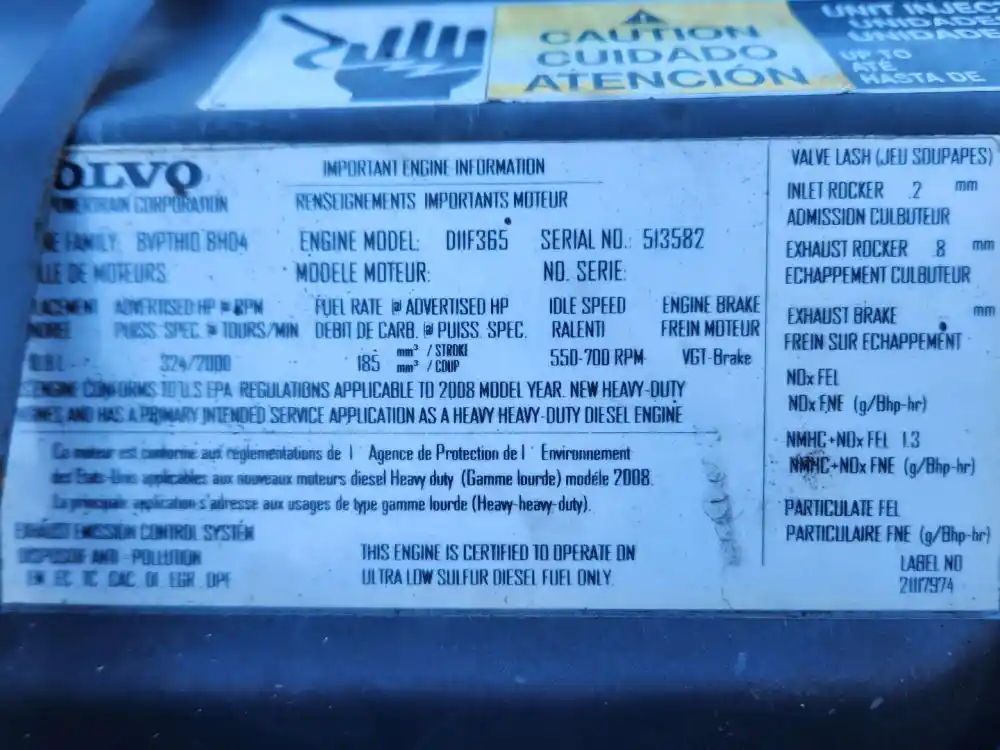 CAUTION
CUIDADO
ATENCIÓN
UNIT INJEC
UNIDADE
UNIDADE
UP TO
ATÉ
HASTA DE
OLVO
POWERTRAIN CORPORATION
IMPORTANT ENGINE INFORMATION
RENSEIGNEMENTS IMPORTANTS MOTEUR
NE FAMILY: 8VPTH10.8H04 ENGINE MODEL: D11F365 SERIAL NO.: 513582
LLE DE MOTEURS: MODELE MOTEUR: NO. SERIE:
LACEMENT ADVERTISED HP @ RPM FUEL RATE @ ADVERTISED HP IDLE SPEED ENGINE BRAKE
PUISS. SPEC. @ TOURS/MIN DEBIT DE CARB. @ PUISS. SPEC. RALENTI FREIN MOTEUR
10.8 L 324/2000 185 mm³ / STROKE 550-700 RPM VGT-Brake
mm³ / COUP
ENGINE CONFORMS TO U.S EPA REGULATIONS APPLICABLE TO 2008 MODEL YEAR. NEW HEAVY-DUTY
INES AND HAS A PRIMARY INTENDED SERVICE APPLICATION AS A HEAVY HEAVY-DUTY DIESEL ENGINE
Ce moteur est conforme aux réglementations de l Agence de Protection de l Environnement
des États-Unis applicables aux nouveaux moteurs diesel Heavy duty (Gamme lourde) modéle 2008.
La principale application s'adresse aux usages de type gamme lourde (Heavy-heavy-duty).
EXHAUST EMISSION CONTROL SYSTEM
DISPOSITIF ANTI - POLLUTION
EM EC TC CAC DI EGR DPF
THIS ENGINE IS CERTIFIED TO OPERATE ON
ULTRA LOW SULFUR DIESEL FUEL ONLY.
VALVE LASH (JEU SOUPAPES)
INLET ROCKER .2 mm
ADMISSION CULBUTEUR
EXHAUST ROCKER .8 mm
ECHAPPEMENT CULBUTEUR
EXHAUST BRAKE mm
FREIN SUR ECHAPPEMENT
NOx FEL
NOx FNE (g/Bhp-hr)
NMHC+NOx FEL 1.3
NMHC+NOx FNE (g/Bhp-hr)
PARTICULATE FEL
PARTICULAIRE FNE (g/Bhp-hr)
LABEL NO
21117974